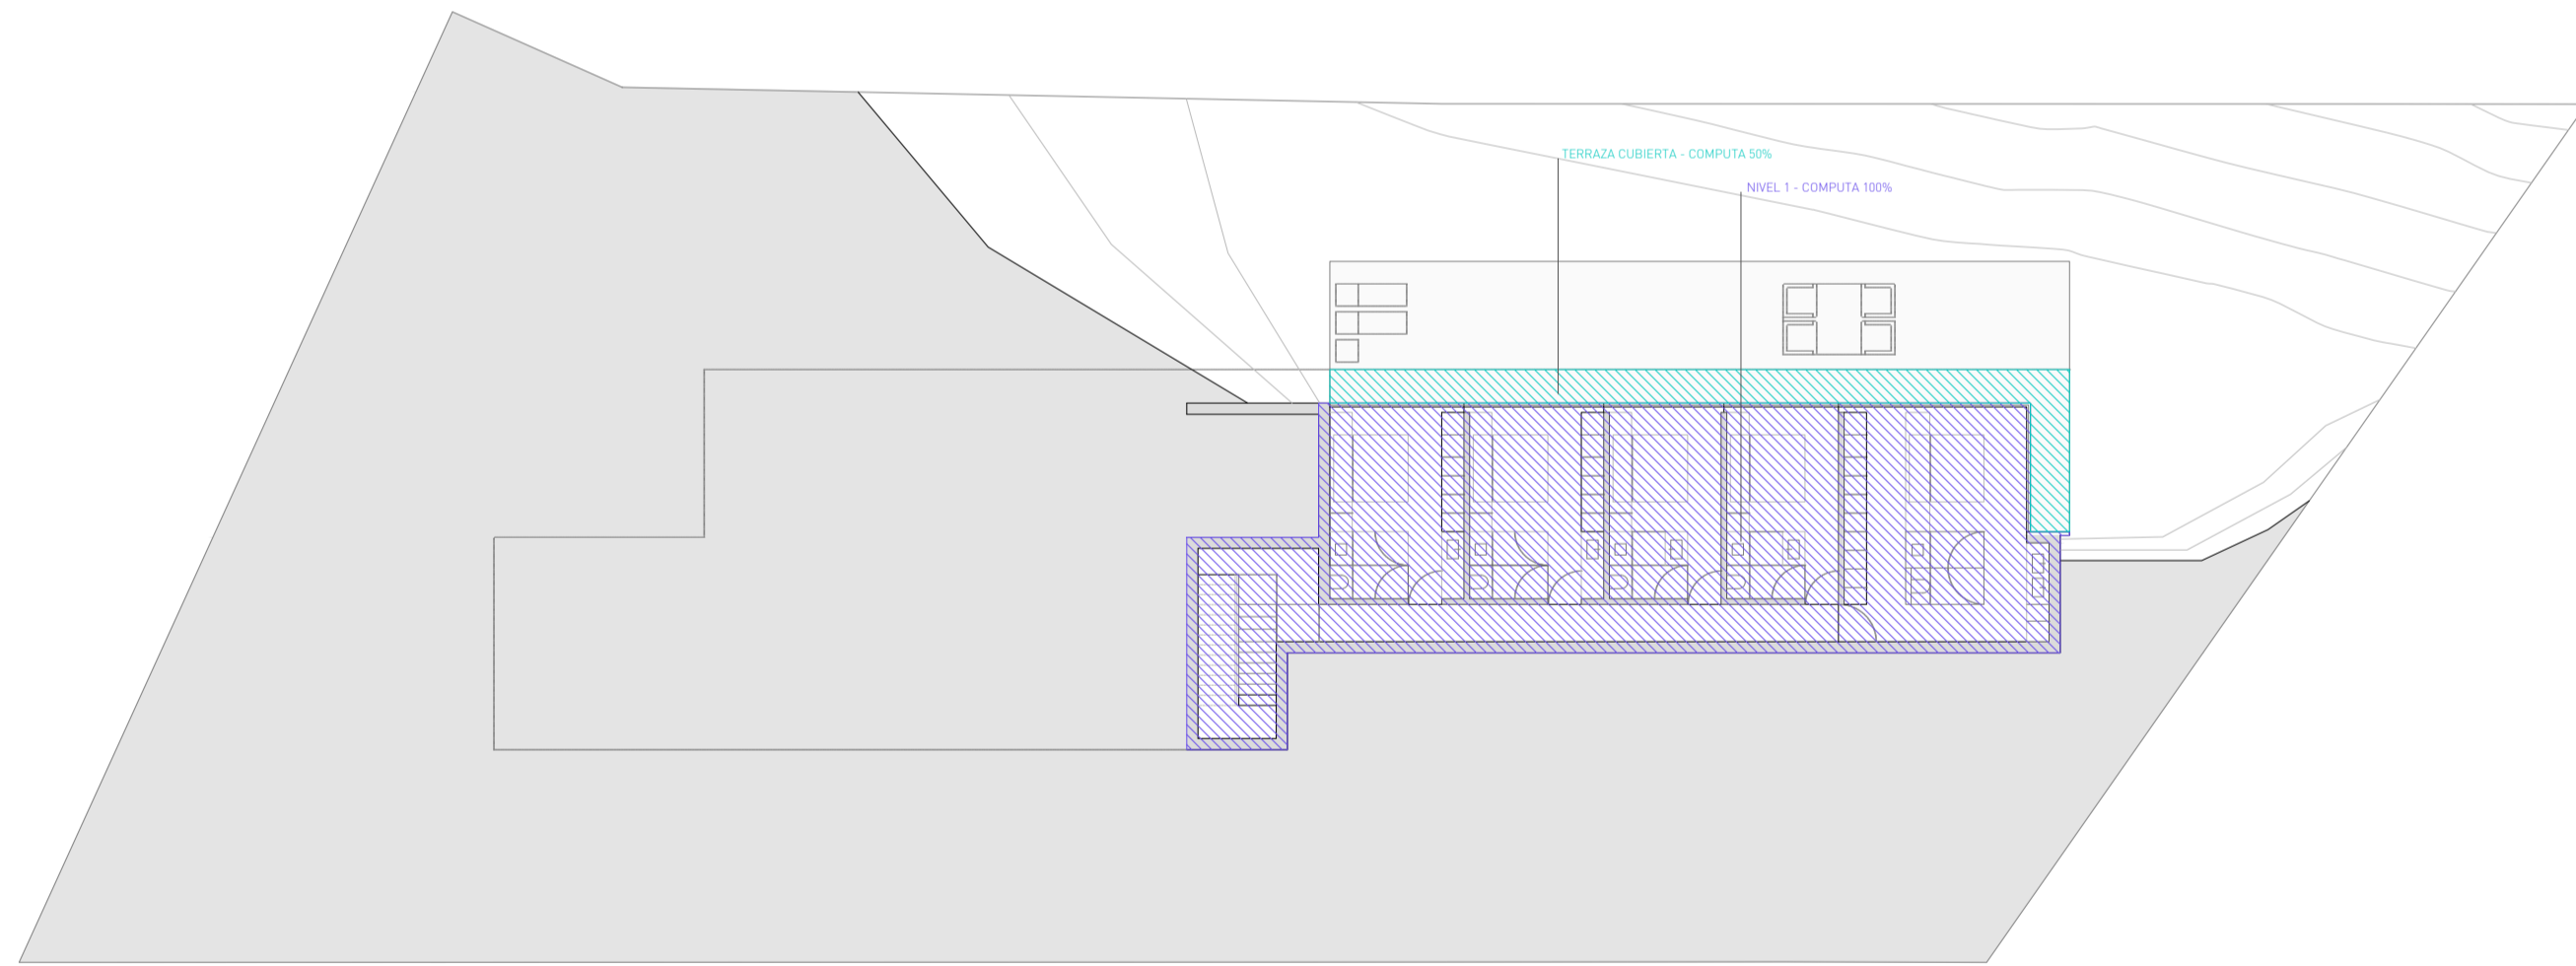 TERRAZA CUBIERTA - COMPUTA 50%
NIVEL 1 - COMPUTA 100%